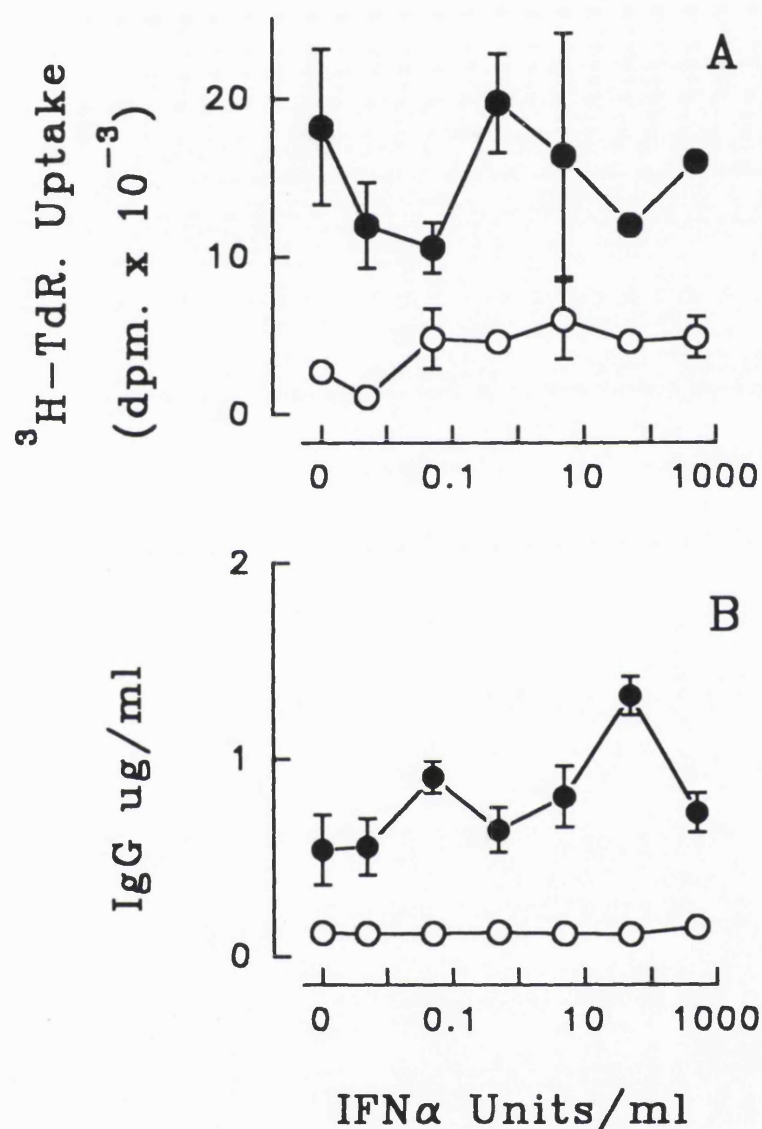 A
³H-TdR. Uptake
(dpm. x 10⁻³)
20
10
0
0 0.1 10 1000
B
IgG ug/ml
2
1
0
0 0.1 10 1000
IFNα Units/ml